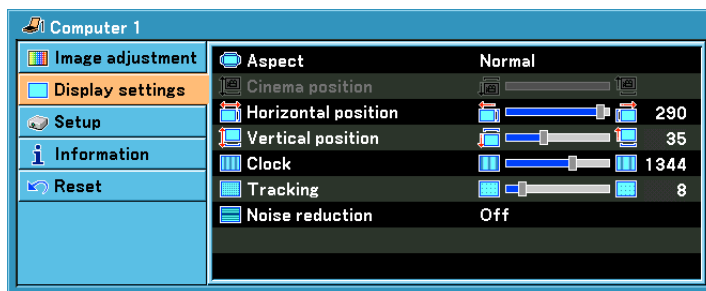 Computer 1
Image adjustment
Display settings
Setup
Information
Reset
Aspect Normal
Cinema position
Horizontal position 290
Vertical position 35
Clock 1344
Tracking 8
Noise reduction Off